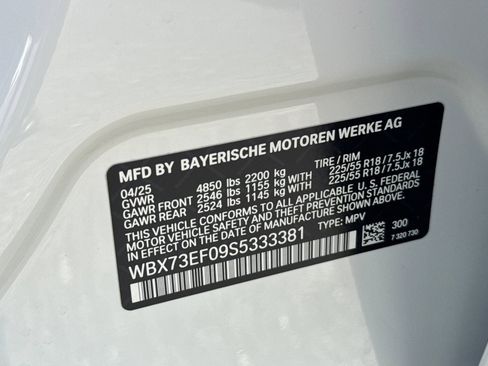 MFD BY BAYERISCHE MOTOREN WERKE AG
04/25 TIRE / RIM
GVWR 4850 lbs 2200 kg 225/55 R18 / 7.5Jx 18
GAWR FRONT 2546 lbs 1155 kg 225/55 R18 / 7.5Jx 18
GAWR REAR 2524 lbs 1145 kg
THIS VEHICLE CONFORMS TO ALL APPLICABLE U.S. FEDERAL
MOTOR VEHICLE SAFETY, BUMPER, AND THEFT PREVENTION
STANDARDS IN EFFECT ON THE DATE OF MANUFACTURE SHOWN ABOVE.
WBX73EF09S5333381 TYPE: MPV
300
7 320 730